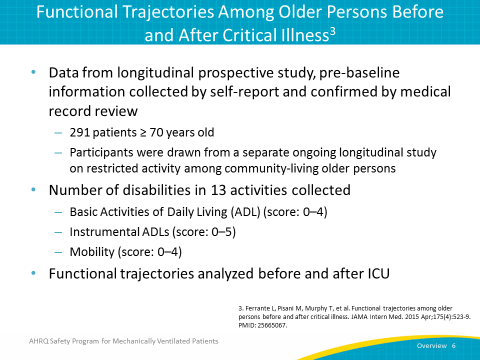 Functional Trajectories Among Older Persons Before
and After Critical Illness3
• Data from longitudinal prospective study, pre-baseline
information collected by self-report and confirmed by medical
record review
– 291 patients ≥ 70 years old
– Participants were drawn from a separate ongoing longitudinal study
on restricted activity among community-living older persons
• Number of disabilities in 13 activities collected
– Basic Activities of Daily Living (ADL) (score: 0–4)
– Instrumental ADLs (score: 0–5)
– Mobility (score: 0–4)
• Functional trajectories analyzed before and after ICU
3. Ferrante L, Pisani M, Murphy T, et al. Functional trajectories among older
persons before and after critical illness. JAMA Intern Med. 2015 Apr;175(4):523-9.
PMID: 25665067.
AHRQ Safety Program for Mechanically Ventilated Patients
Overview 6